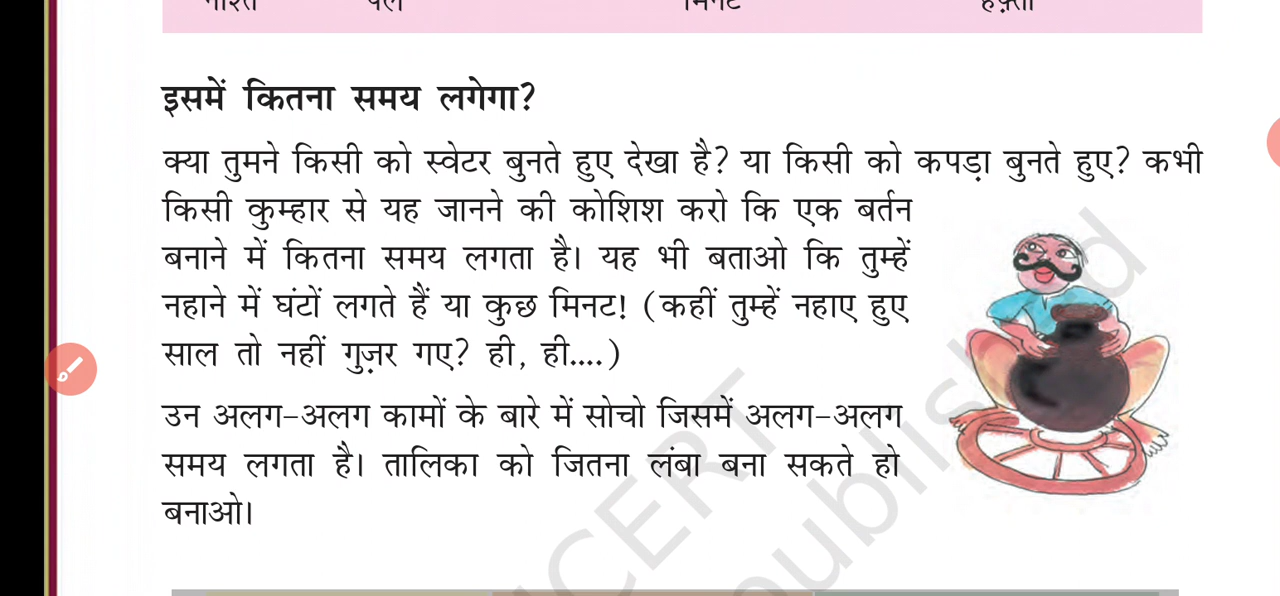 इसमें कितना समय लगेगा?
क्या तुमने किसी को स्वेटर बुनते हुए देखा है? या किसी को कपड़ा बुनते हुए? कभी
किसी कुम्हार से यह जानने की कोशिश करो कि एक बर्तन
बनाने में कितना समय लगता है। यह भी बताओ कि तुम्हें
नहाने में घंटों लगते हैं या कुछ मिनट! (कहीं तुम्हें नहाए हुए
साल तो नहीं गुज़र गए? ही, ही....)
उन अलग-अलग कामों के बारे में सोचो जिसमें अलग-अलग
समय लगता है। तालिका को जितना लंबा बना सकते हो
बनाओ।